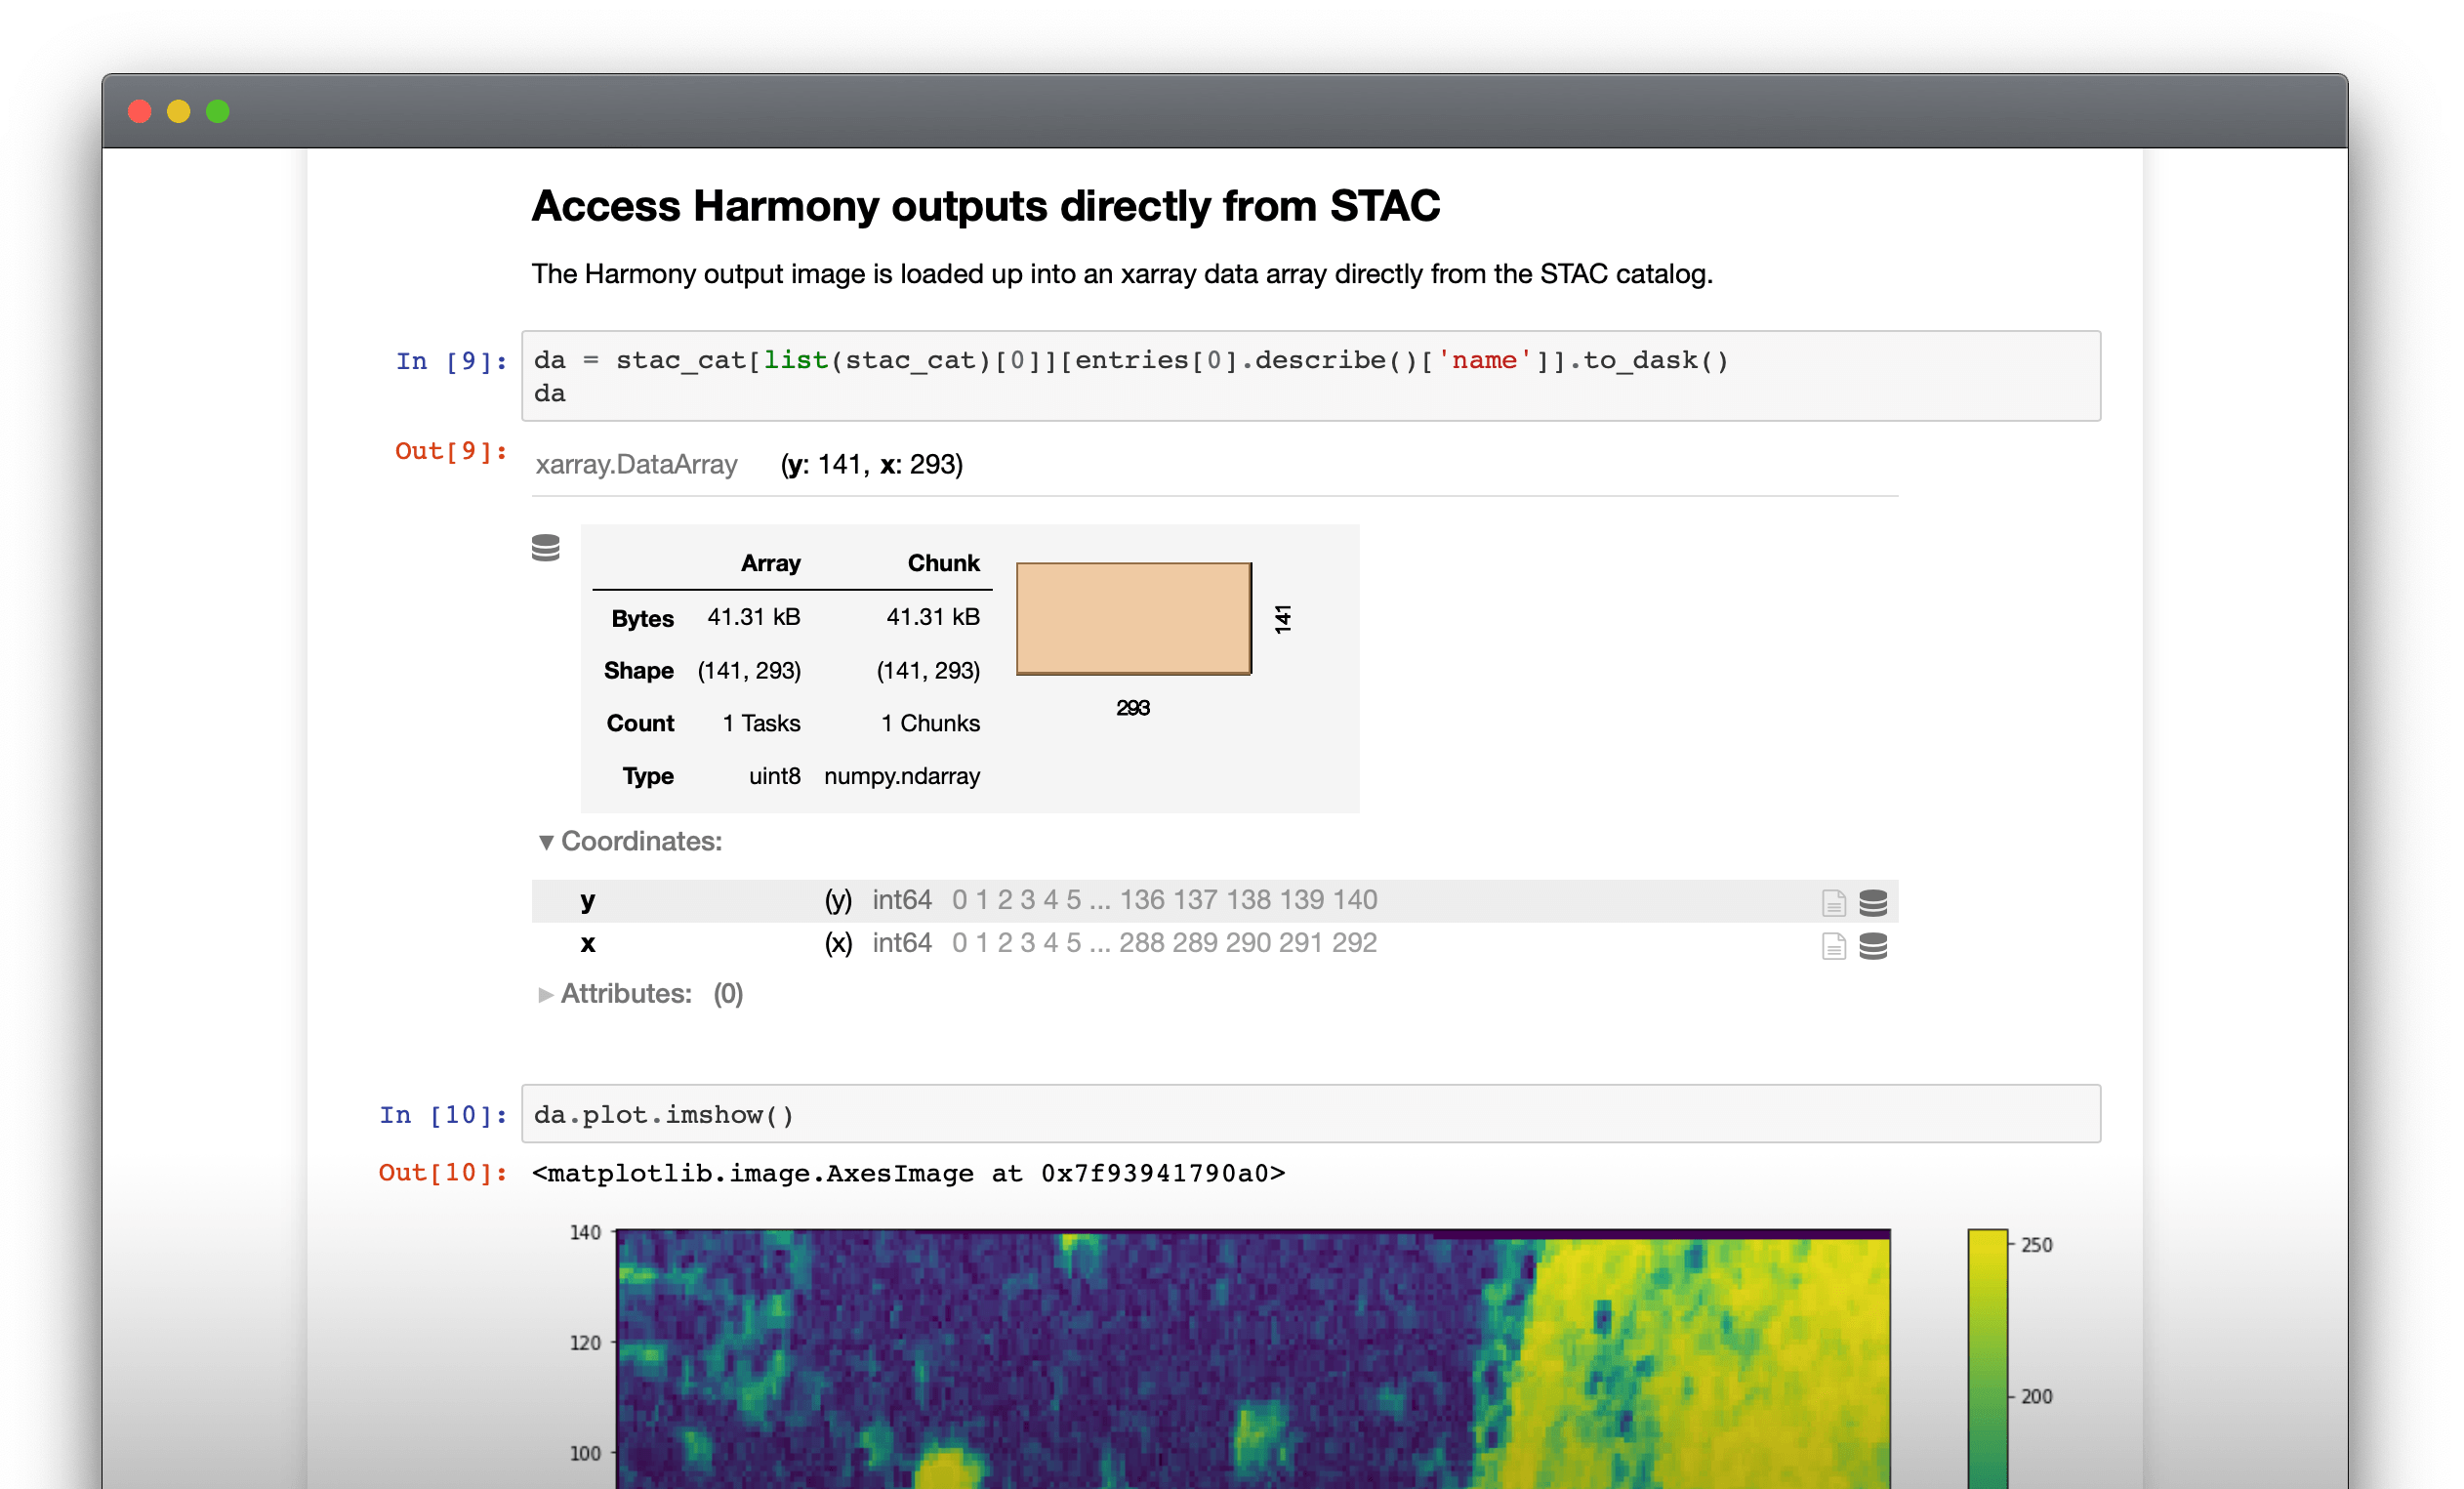 Access Harmony outputs directly from STAC
The Harmony output image is loaded up into an xarray data array directly from the STAC catalog.
In [9]: da = stac_cat[list(stac_cat)[0]][entries[0].describe()['name']].to_dask()
da
Out[9]: xarray.DataArray (y: 141, x: 293)
Array Chunk
Bytes 41.31 kB 41.31 kB
Shape (141, 293) (141, 293)
Count 1 Tasks 1 Chunks
Type uint8 numpy.ndarray
141
293
▼ Coordinates:
y (y) int64 0 1 2 3 4 5 ... 136 137 138 139 140
x (x) int64 0 1 2 3 4 5 ... 288 289 290 291 292
► Attributes: (0)
In [10]: da.plot.imshow()
Out[10]: <matplotlib.image.AxesImage at 0x7f93941790a0>
140
120
100
250
200